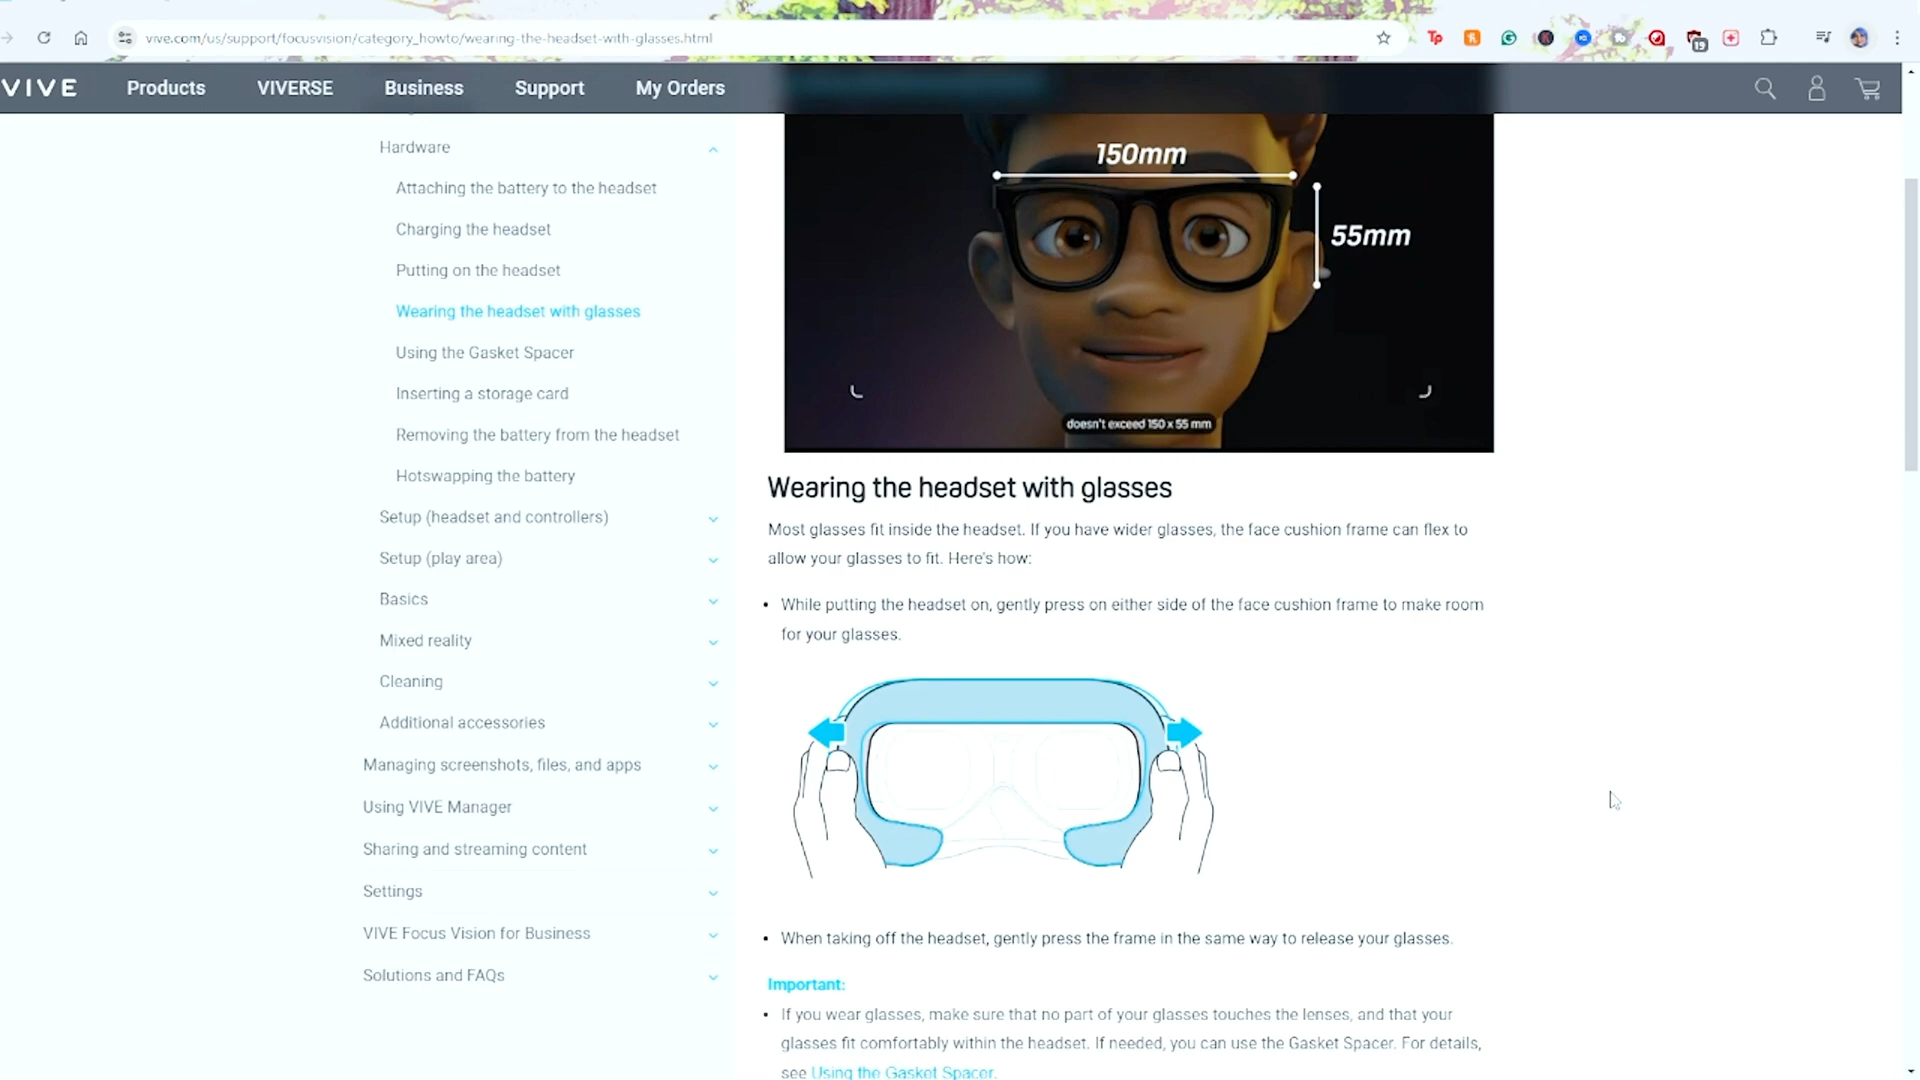 vive.com/us/support/focusvision/category_howto/wearing-the-headset-with-glasses.html
Tp
19
VIVE
Products
VIVERSE
Business
Support
My Orders
Hardware
Attaching the battery to the headset
Charging the headset
Putting on the headset
Wearing the headset with glasses
Using the Gasket Spacer
Inserting a storage card
Removing the battery from the headset
Hotswapping the battery
Setup (headset and controllers)
Setup (play area)
Basics
Mixed reality
Cleaning
Additional accessories
Managing screenshots, files, and apps
Using VIVE Manager
Sharing and streaming content
Settings
VIVE Focus Vision for Business
Solutions and FAQs
150mm
55mm
doesn't exceed 150 x 55 mm
Wearing the headset with glasses
Most glasses fit inside the headset. If you have wider glasses, the face cushion frame can flex to
allow your glasses to fit. Here's how:
• While putting the headset on, gently press on either side of the face cushion frame to make room
for your glasses.
• When taking off the headset, gently press the frame in the same way to release your glasses.
Important:
• If you wear glasses, make sure that no part of your glasses touches the lenses, and that your
glasses fit comfortably within the headset. If needed, you can use the Gasket Spacer. For details,
see Using the Gasket Spacer.